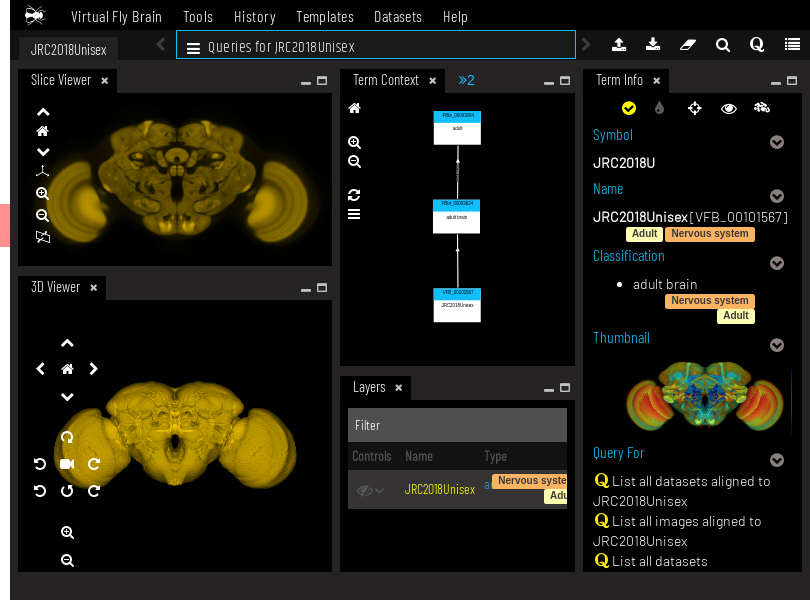 Virtual Fly Brain Tools History Templates Datasets Help
JRC2018Unisex
Queries for JRC2018Unisex
Slice Viewer
Term Context
2
Term Info
adult
adult brain
JRC2018Unisex
Symbol
JRC2018U
Name
JRC2018Unisex [VFB_00101567]
Adult Nervous system
Classification
adult brain
Nervous system
Adult
Thumbnail
Query For
Q List all datasets aligned to
JRC2018Unisex
Q List all images aligned to
JRC2018Unisex
Q List all datasets
3D Viewer
Layers
Filter
Controls Name Type
JRC2018Unisex a Nervous syste
Adu